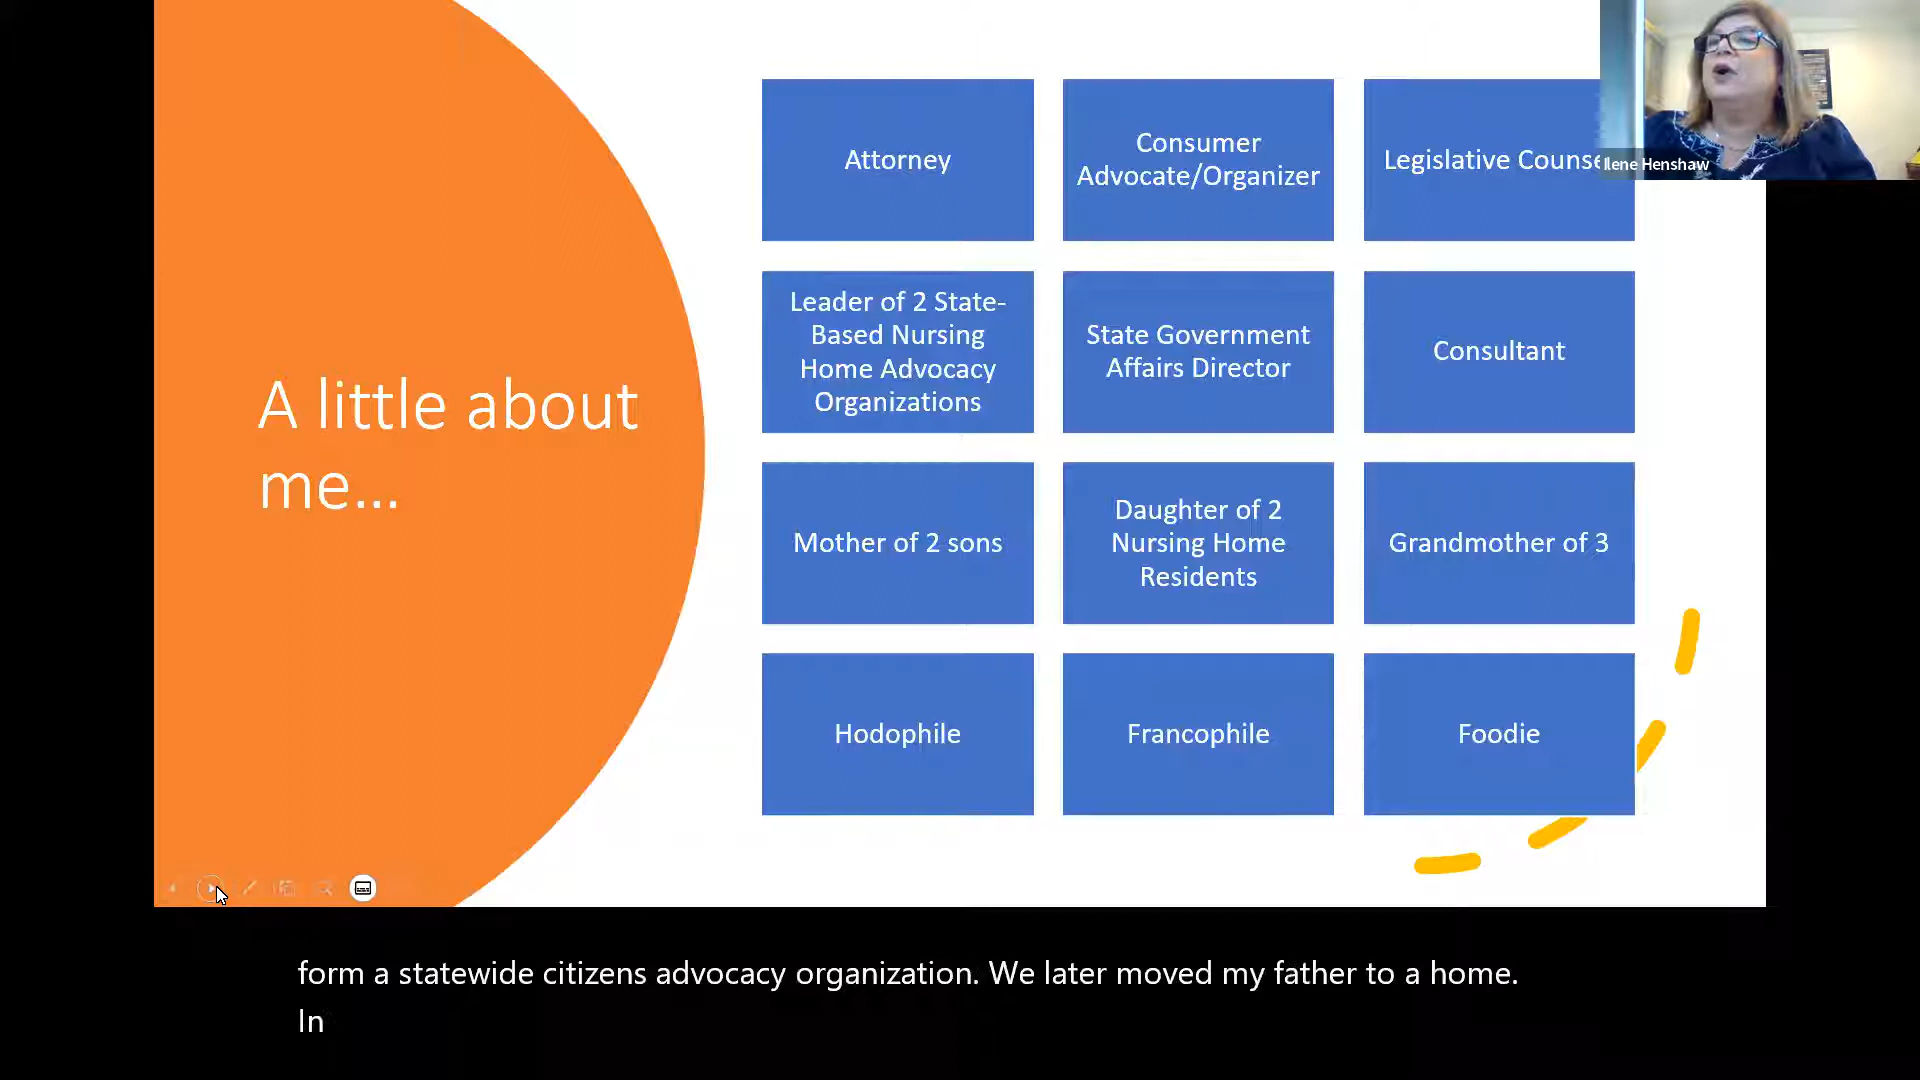 A little about
me...
Attorney
Consumer
Advocate/Organizer
Legislative Counse
Ilene Henshaw
Leader of 2 State-
Based Nursing
Home Advocacy
Organizations
State Government
Affairs Director
Consultant
Mother of 2 sons
Daughter of 2
Nursing Home
Residents
Grandmother of 3
Hodophile
Francophile
Foodie
form a statewide citizens advocacy organization. We later moved my father to a home.
In